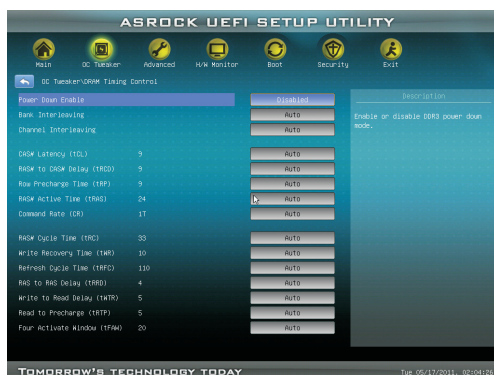 ASROCK UEFI SETUP UTILITY
Main OC Tweaker Advanced H/W Monitor Boot Security Exit
OC Tweaker\DRAM Timing Control
Description
Power Down Enable Disabled
Bank Interleaving Auto
Channel Interleaving Auto
Enable or disable DDR3 power down
mode.
CAS# Latency (tCL) 9 Auto
RAS# to CAS# Delay (tRCD) 9 Auto
Row Precharge Time (tRP) 9 Auto
RAS# Active Time (tRAS) 24 Auto
Command Rate (CR) 1T Auto
RAS# Cycle Time (tRC) 33 Auto
Write Recovery Time (tWR) 10 Auto
Refresh Cycle Time (tRFC) 110 Auto
RAS to RAS Delay (tRRD) 4 Auto
Write to Read Delay (tWTR) 5 Auto
Read to Precharge (tRTP) 5 Auto
Four Activate Window (tFAW) 20 Auto
TOMORROW'S TECHNOLOGY TODAY
Tue 05/17/2011, 02:04:26